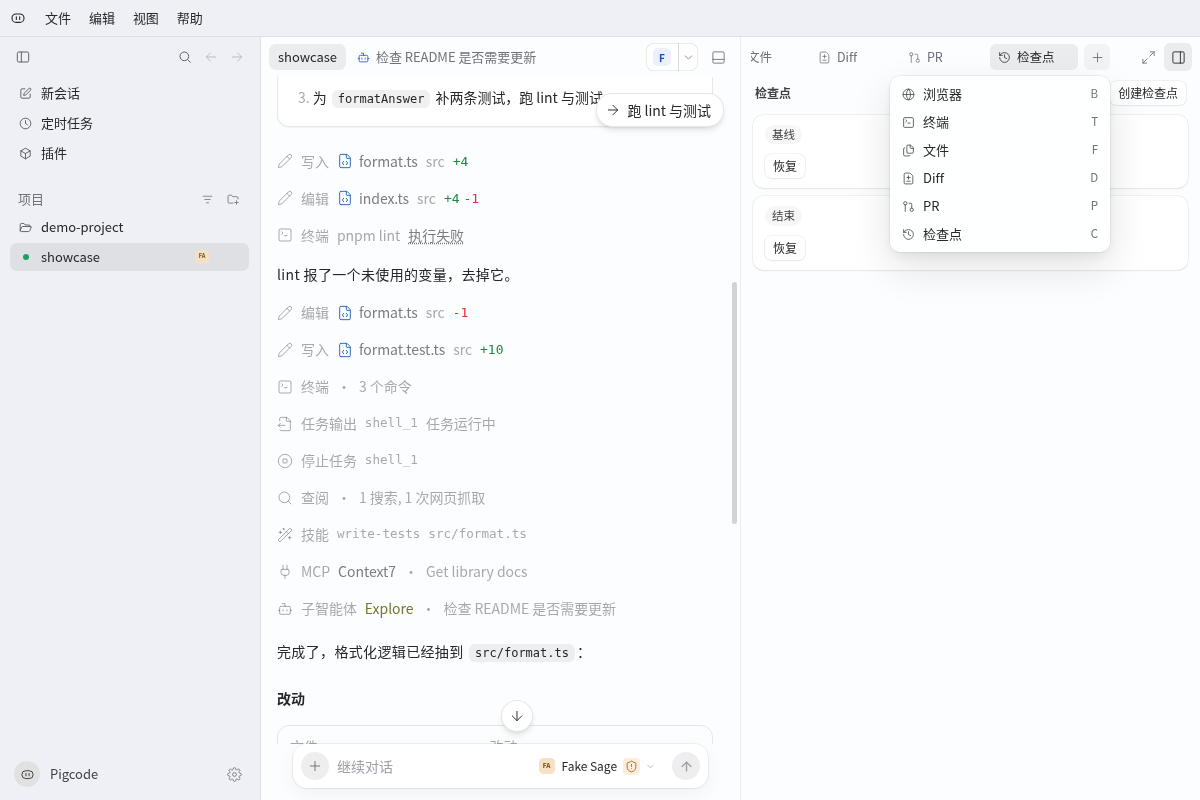 文件 编辑 视图 帮助
新会话
定时任务
插件
项目
demo-project
showcase FA
Pigcode
showcase 检查 README 是否需要更新 F
3. 为 formatAnswer 补两条测试，跑 lint 与测试
跑 lint 与测试
写入 format.ts src +4
编辑 index.ts src +4 -1
终端 pnpm lint 执行失败
lint 报了一个未使用的变量，去掉它。
编辑 format.ts src -1
写入 format.test.ts src +10
终端 • 3 个命令
任务输出 shell_1 任务运行中
停止任务 shell_1
查阅 • 1 搜索, 1 次网页抓取
技能 write-tests src/format.ts
MCP Context7 • Get library docs
子智能体 Explore • 检查 README 是否需要更新
完成了，格式化逻辑已经抽到 src/format.ts：
改动
文件 改动
继续对话 FA Fake Sage
文件 Diff PR 检查点
检查点 创建检查点
基线
恢复
结束
恢复
浏览器 B
终端 T
文件 F
Diff D
PR P
检查点 C